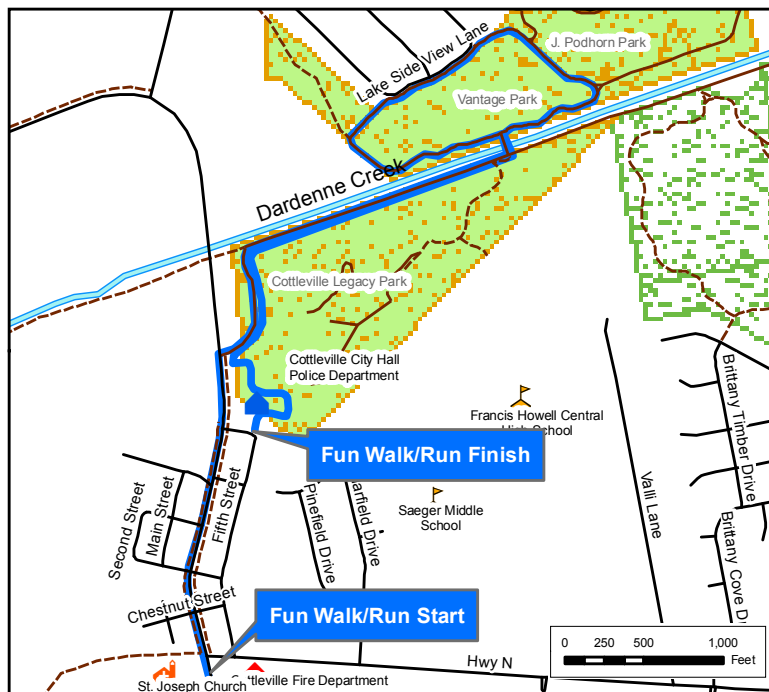 J. Podhorn Park
Lake Side View Lane
Vantage Park
Dardenne Creek
Cottleville Legacy Park
Cottleville City Hall
Police Department
Francis Howell Central
High School
Fun Walk/Run Finish
Brittany Timber Drive
Valli Lane
Second Street
Main Street
Fifth Street
Pinefield Drive
Drive
Saeger Middle
School
Chestnut Street
Brittany Cove
Fun Walk/Run Start
0 250 500 1,000
Feet
Hwy N
St. Joseph Church
Cottleville Fire Department